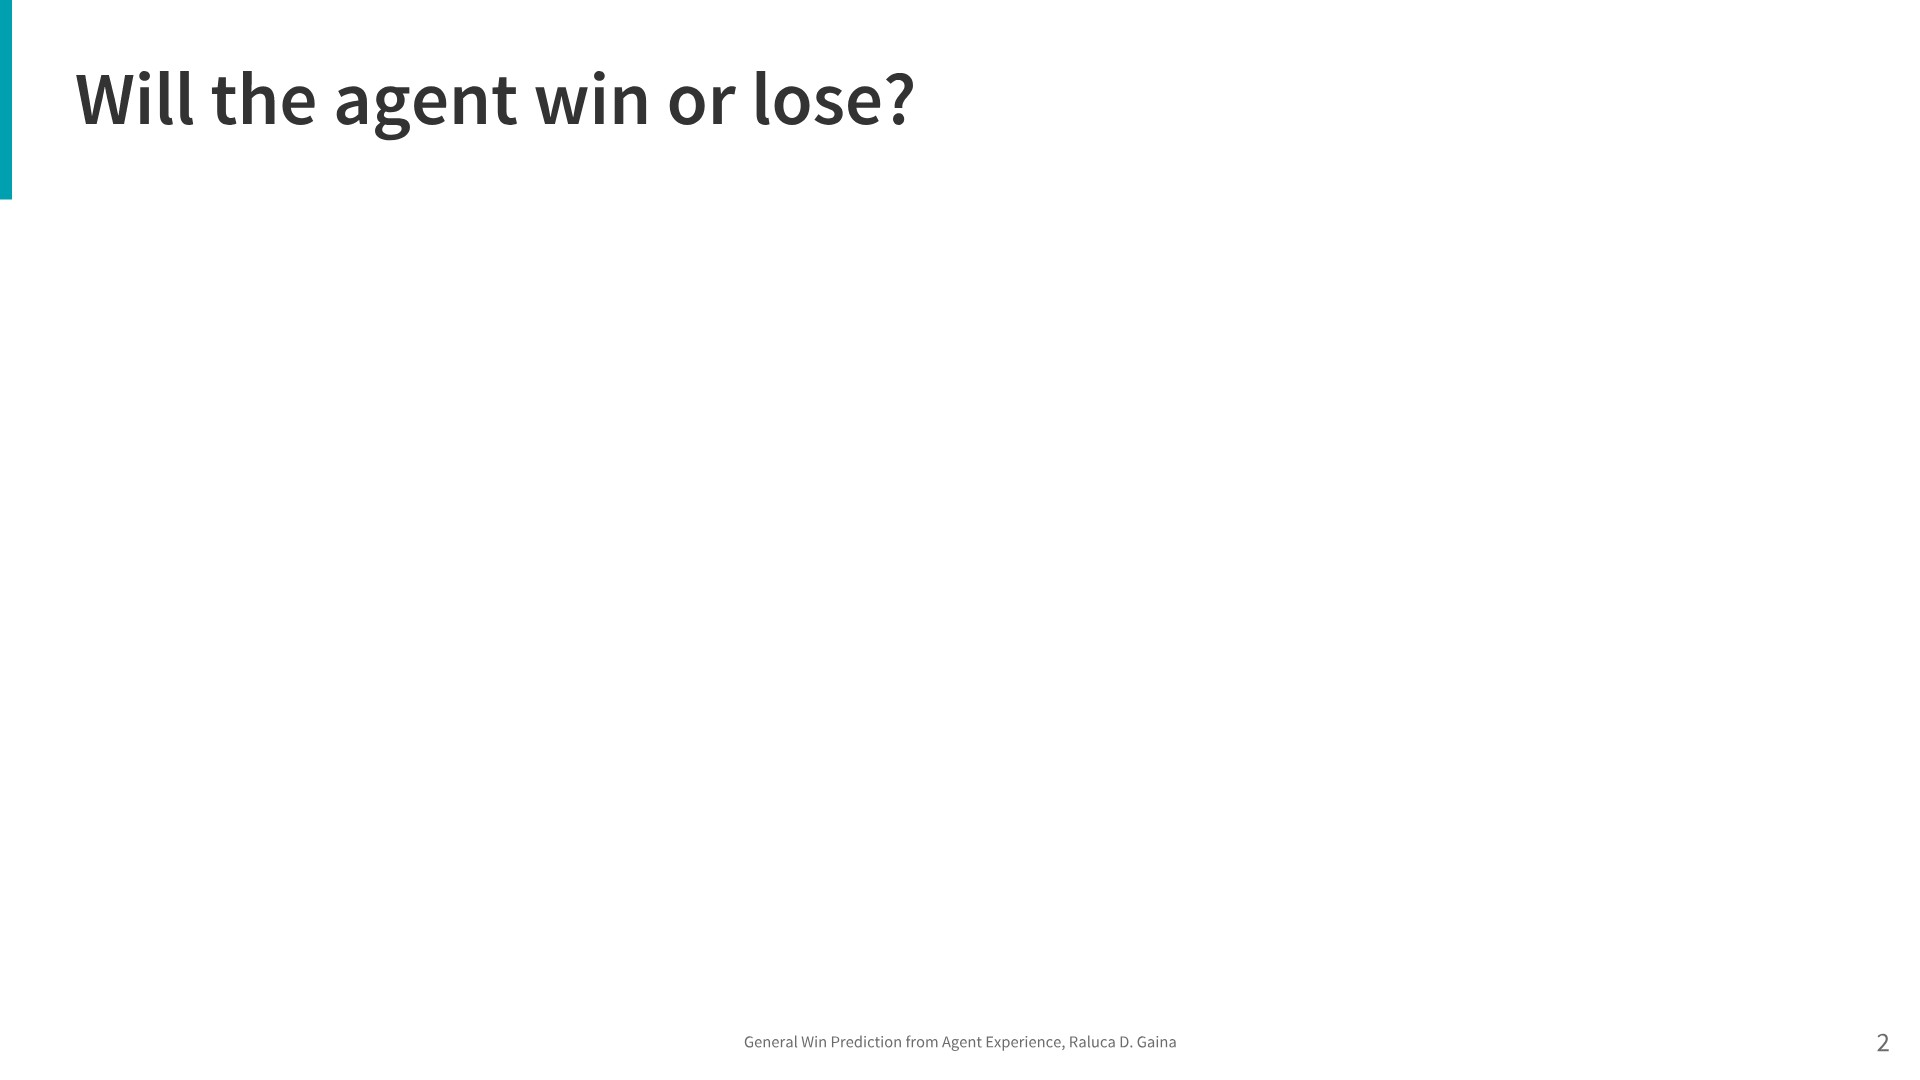 Will the agent win or lose?
General Win Prediction from Agent Experience, Raluca D. Gaina
2